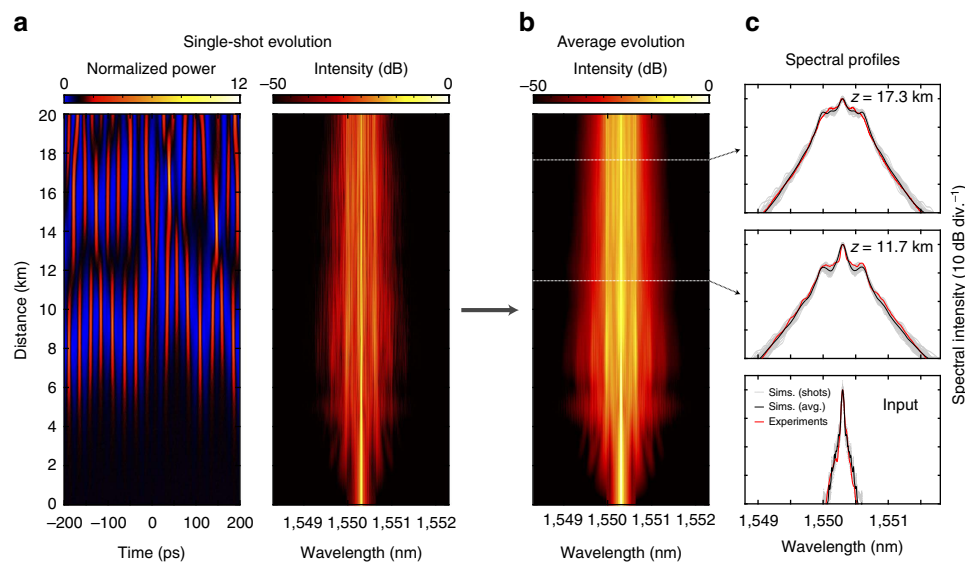 a
Single-shot evolution
Normalized power
0 12
Intensity (dB)
−50 0
Distance (km)
20
18
16
14
12
10
8
6
4
2
0
−200 −100 0 100 200
Time (ps)
1,549 1,550 1,551 1,552
Wavelength (nm)
b
Average evolution
Intensity (dB)
−50 0
1,549 1,550 1,551 1,552
Wavelength (nm)
c
Spectral profiles
z = 17.3 km
z = 11.7 km
Input
Sims. (shots)
Sims. (avg.)
Experiments
1,549 1,550 1,551
Wavelength (nm)
Spectral intensity (10 dB div.⁻¹)